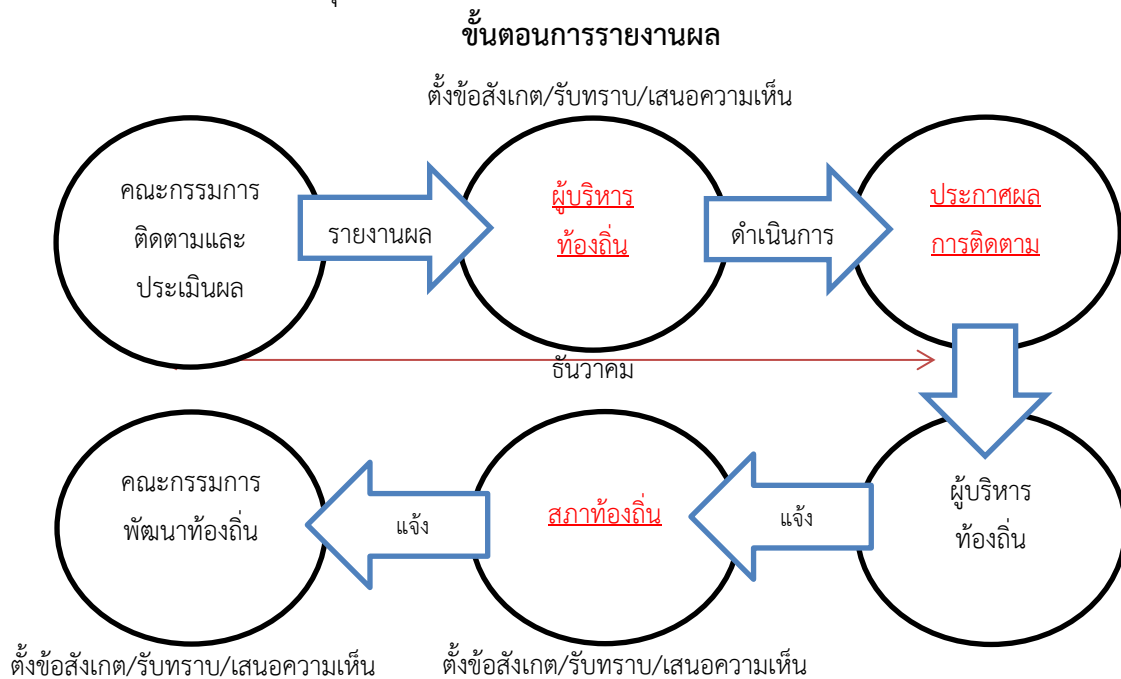 ขั้นตอนการรายงานผล
ตั้งข้อสังเกต/รับทราบ/เสนอความเห็น
คณะกรรมการ
ติดตามและ
ประเมินผล
รายงานผล
ผู้บริหาร
ท้องถิ่น
ดำเนินการ
ประกาศผล
การติดตาม
ธันวาคม
คณะกรรมการ
พัฒนาท้องถิ่น
แจ้ง
สภาท้องถิ่น
แจ้ง
ผู้บริหาร
ท้องถิ่น
ตั้งข้อสังเกต/รับทราบ/เสนอความเห็น
ตั้งข้อสังเกต/รับทราบ/เสนอความเห็น